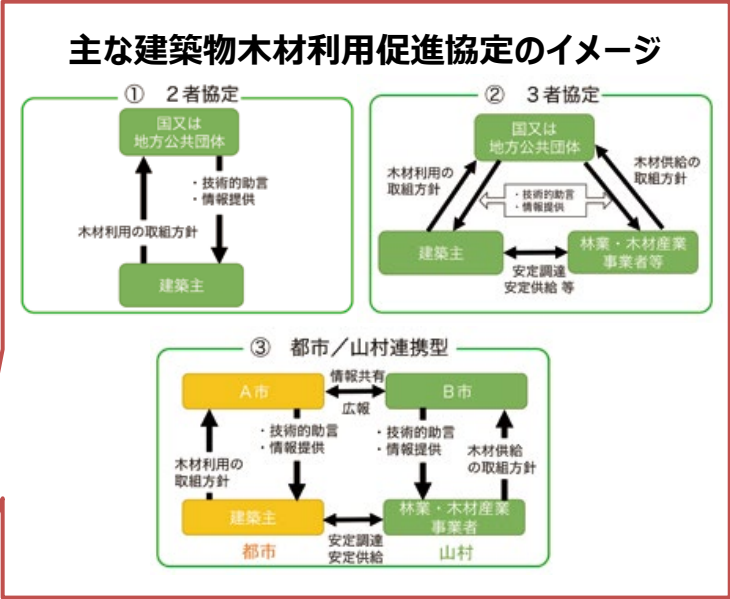 主な建築物木材利用促進協定のイメージ
① 2者協定
国又は
地方公共団体
・技術的助言
・情報提供
木材利用の取組方針
建築主
② 3者協定
国又は
地方公共団体
木材利用の
取組方針
木材供給の
取組方針
・技術的助言
・情報提供
建築主
林業・木材産業
事業者等
安定調達
安定供給 等
③ 都市／山村連携型
A市
情報共有
広報
B市
・技術的助言
・情報提供
・技術的助言
・情報提供
木材利用の
取組方針
木材供給
の取組方針
建築主
林業・木材産業
事業者
安定調達
安定供給
都市
山村